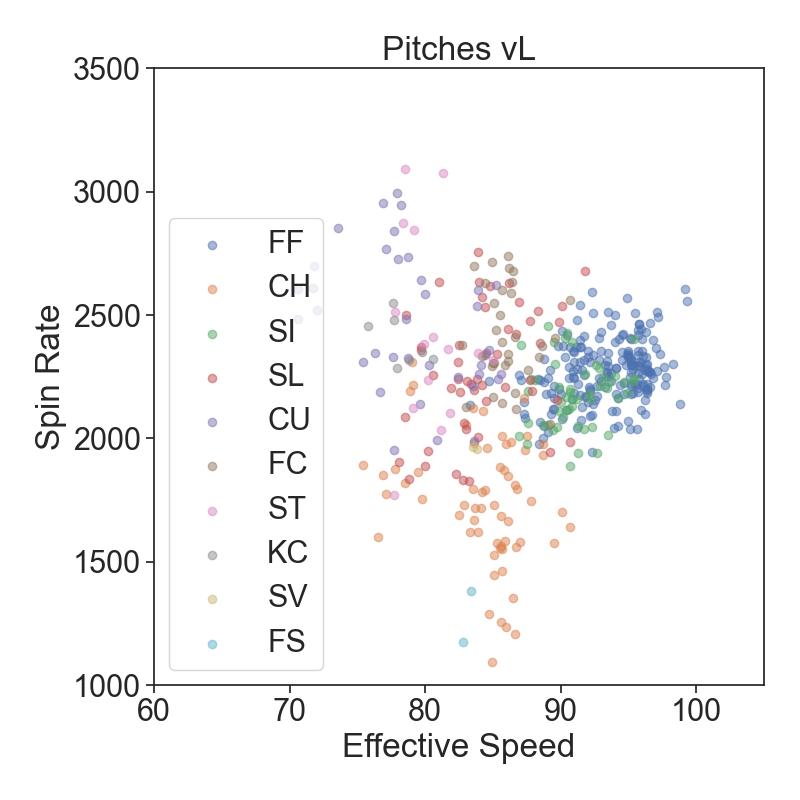 Pitches vL
3500
3000
2500
2000
1500
1000
Spin Rate
FF
CH
SI
SL
CU
FC
ST
KC
SV
FS
60 70 80 90 100
Effective Speed